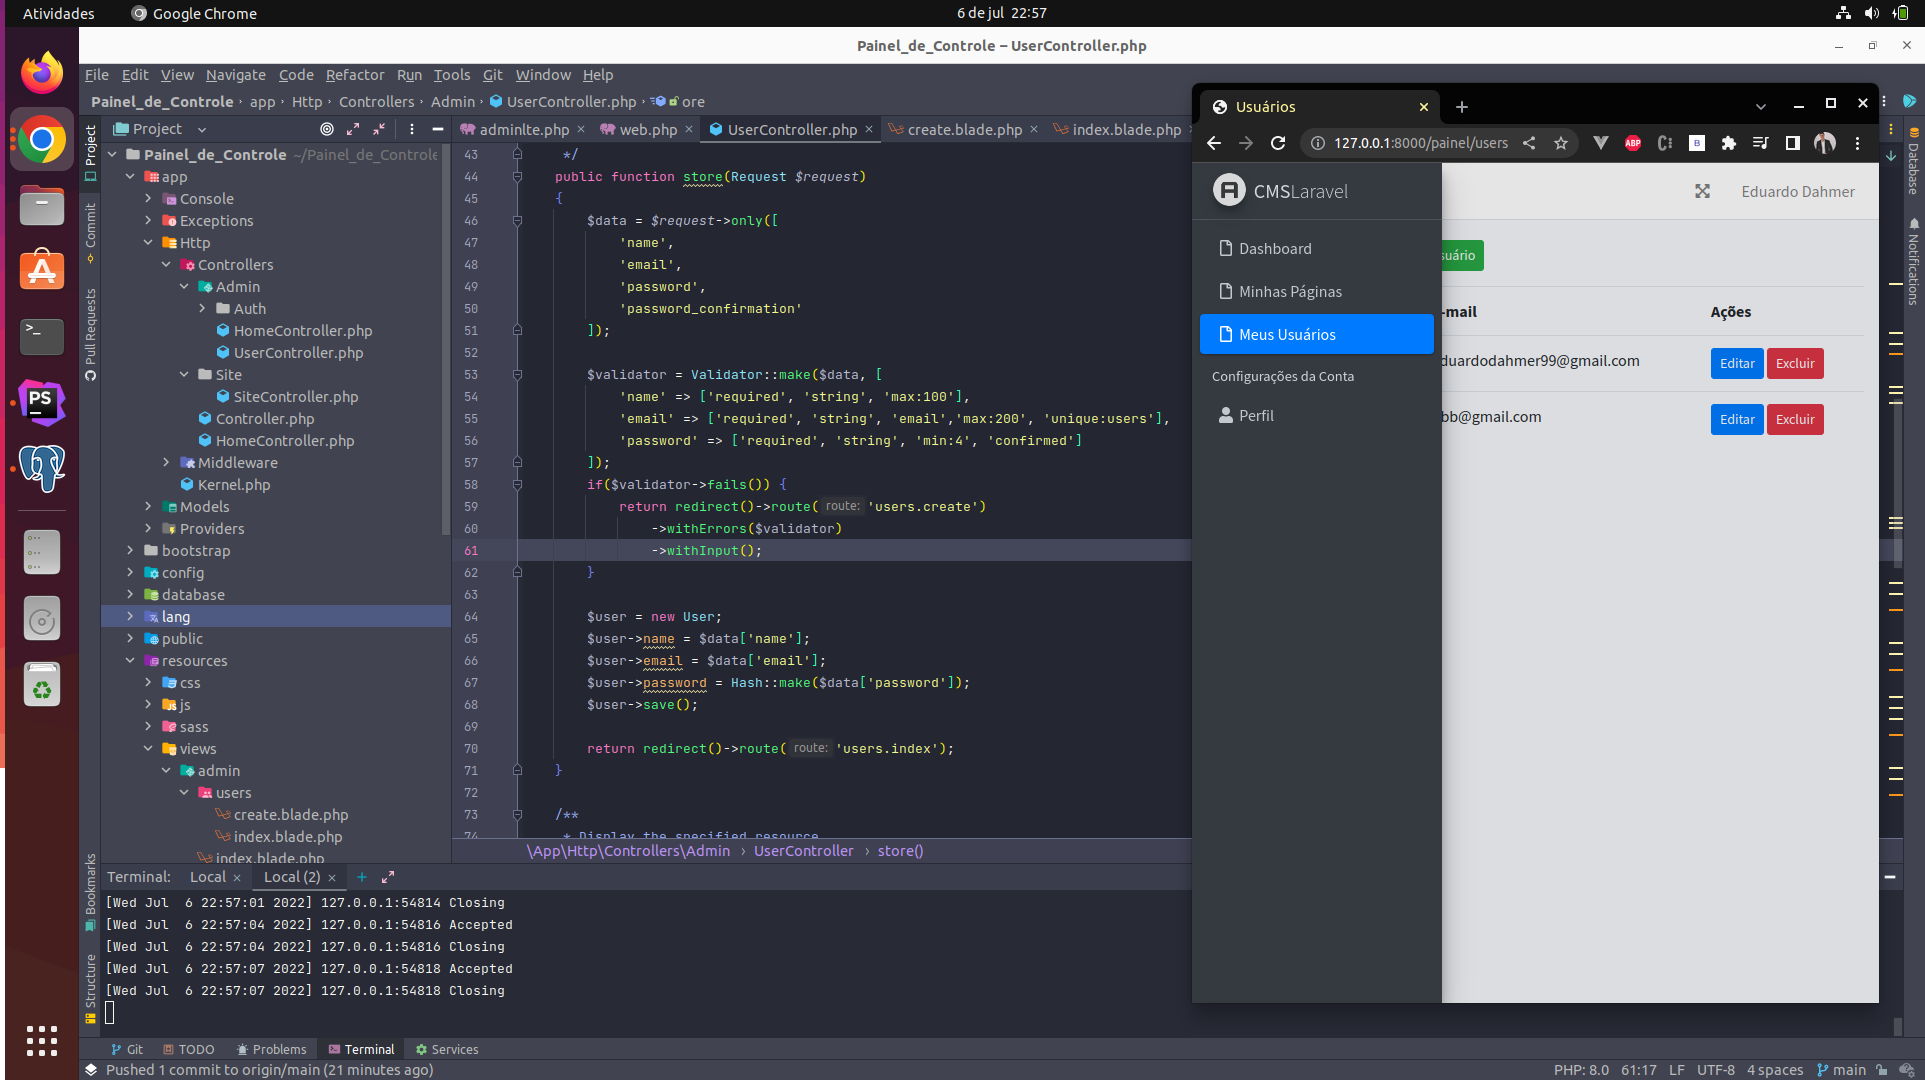 Atividades
Google Chrome
6 de jul 22:57
Painel_de_Controle – UserController.php
File Edit View Navigate Code Refactor Run Tools Git Window Help
Painel_de_Controle › app › Http › Controllers › Admin › UserController.php › ore
Project
adminlte.php
web.php
UserController.php
create.blade.php
index.blade.php
Project
Commit
Pull Requests
Bookmarks
Structure
Painel_de_Controle ~/Painel_de_Controle
app
Console
Exceptions
Http
Controllers
Admin
Auth
HomeController.php
UserController.php
Site
SiteController.php
Controller.php
HomeController.php
Middleware
Kernel.php
Models
Providers
bootstrap
config
database
lang
public
resources
css
js
sass
views
admin
users
create.blade.php
index.blade.php
index.blade.php
43 */
44 public function store(Request $request)
45 {
46 $data = $request->only([
47 'name',
48 'email',
49 'password',
50 'password_confirmation'
51 ]);
52
53 $validator = Validator::make($data, [
54 'name' => ['required', 'string', 'max:100'],
55 'email' => ['required', 'string', 'email','max:200', 'unique:users'],
56 'password' => ['required', 'string', 'min:4', 'confirmed']
57 ]);
58 if($validator->fails()) {
59 return redirect()->route( route: 'users.create')
60 ->withErrors($validator)
61 ->withInput();
62 }
63
64 $user = new User;
65 $user->name = $data['name'];
66 $user->email = $data['email'];
67 $user->password = Hash::make($data['password']);
68 $user->save();
69
70 return redirect()->route( route: 'users.index');
71 }
72
73 /**
74 * Display the specified resource
\App\Http\Controllers\Admin › UserController › store()
Usuários
127.0.0.1:8000/painel/users
ABP
B
CMSLaravel
Eduardo Dahmer
Dashboard
Minhas Páginas
Meus Usuários
Configurações da Conta
Perfil
suário
-mail Ações
duardodahmer99@gmail.com Editar Excluir
bb@gmail.com Editar Excluir
Database
Notifications
Terminal: Local Local (2)
[Wed Jul  6 22:57:01 2022] 127.0.0.1:54814 Closing
[Wed Jul  6 22:57:04 2022] 127.0.0.1:54816 Accepted
[Wed Jul  6 22:57:04 2022] 127.0.0.1:54816 Closing
[Wed Jul  6 22:57:07 2022] 127.0.0.1:54818 Accepted
[Wed Jul  6 22:57:07 2022] 127.0.0.1:54818 Closing
Git TODO Problems Terminal Services
Pushed 1 commit to origin/main (21 minutes ago)
PHP: 8.0 61:17 LF UTF-8 4 spaces main
PS